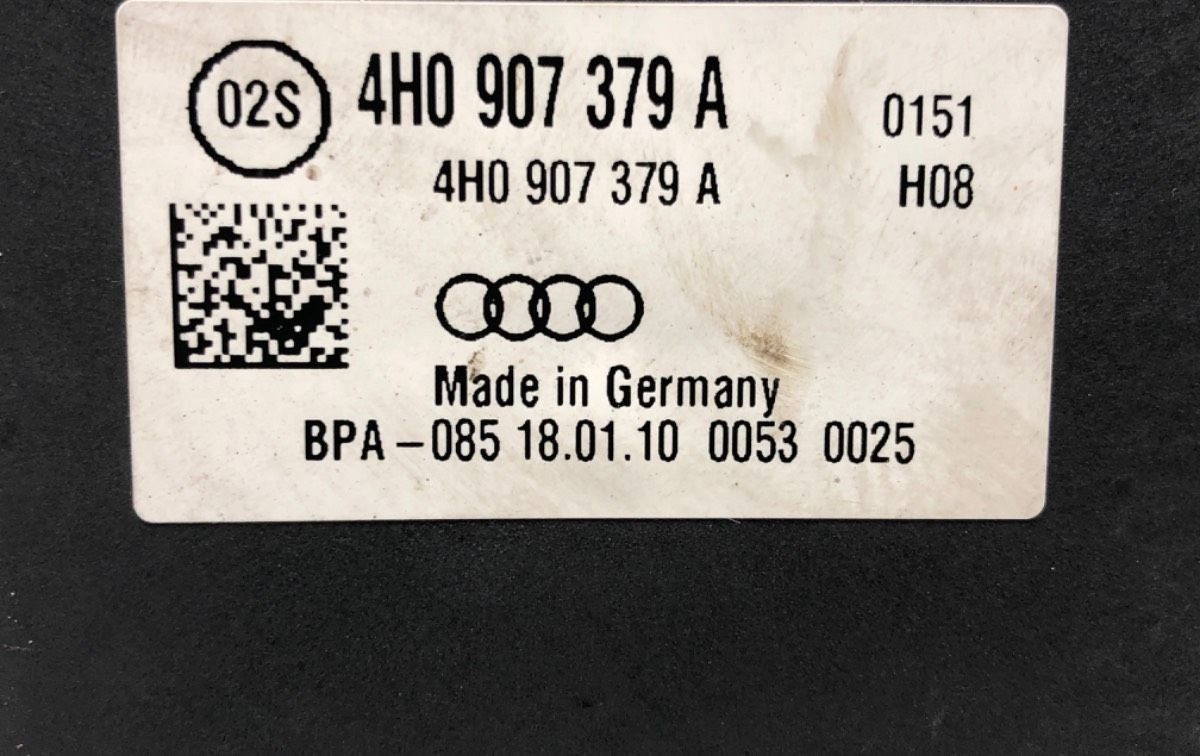 02S 4H0 907 379 A 0151
4H0 907 379 A H08
Made in Germany
BPA-085 18.01.10 0053 0025